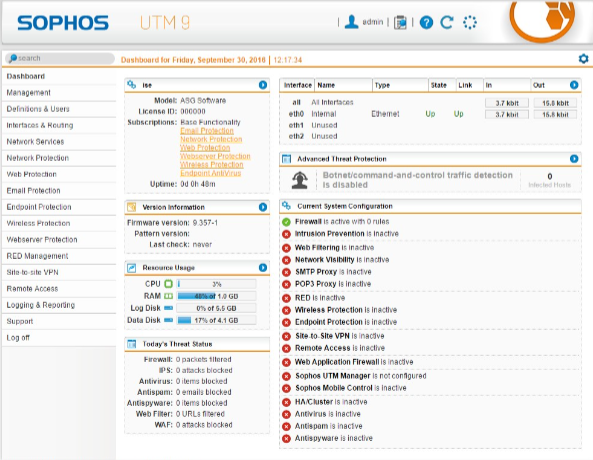 SOPHOS UTM 9
admin
search
Dashboard for Friday, September 30, 2016 | 12:17:34
Dashboard
Management
Definitions & Users
Interfaces & Routing
Network Services
Network Protection
Web Protection
Email Protection
Endpoint Protection
Wireless Protection
Webserver Protection
RED Management
Site-to-site VPN
Remote Access
Logging & Reporting
Support
Log off
ise
Model: ASG Software
License ID: 000000
Subscriptions: Base Functionality
Email Protection
Network Protection
Web Protection
Webserver Protection
Wireless Protection
Endpoint AntiVirus
Uptime: 0d 0h 48m
Version Information
Firmware version: 9.357-1
Pattern version:
Last check: never
Resource Usage
CPU 3%
RAM 48% of 1.0 GB
Log Disk 0% of 5.5 GB
Data Disk 17% of 4.1 GB
Today's Threat Status
Firewall: 0 packets filtered
IPS: 0 attacks blocked
Antivirus: 0 items blocked
Antispam: 0 emails blocked
Antispyware: 0 items blocked
Web Filter: 0 URLs filtered
WAF: 0 attacks blocked
Interface Name Type State Link In Out
all All Interfaces 3.7 kbit 15.8 kbit
eth0 Internal Ethernet Up Up 3.7 kbit 15.8 kbit
eth1 Unused
eth2 Unused
Advanced Threat Protection
Botnet/command-and-control traffic detection
is disabled
0
Infected Hosts
Current System Configuration
Firewall is active with 0 rules
Intrusion Prevention is inactive
Web Filtering is inactive
Network Visibility is inactive
SMTP Proxy is inactive
POP3 Proxy is inactive
RED is inactive
Wireless Protection is inactive
Endpoint Protection is inactive
Site-to-Site VPN is inactive
Remote Access is inactive
Web Application Firewall is inactive
Sophos UTM Manager is not configured
Sophos Mobile Control is inactive
HA/Cluster is inactive
Antivirus is inactive
Antispam is inactive
Antispyware is inactive